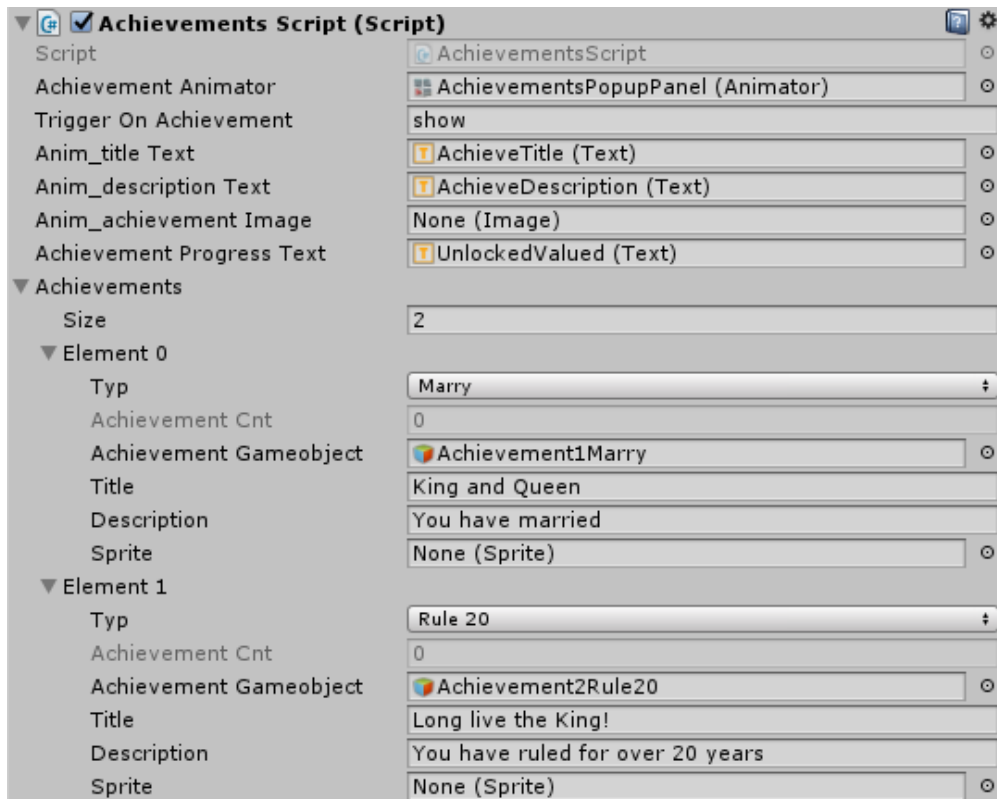 Achievements Script (Script)
Script AchievementsScript
Achievement Animator AchievementsPopupPanel (Animator)
Trigger On Achievement show
Anim_title Text AchieveTitle (Text)
Anim_description Text AchieveDescription (Text)
Anim_achievement Image None (Image)
Achievement Progress Text UnlockedValued (Text)
Achievements
Size 2
Element 0
Typ Marry
Achievement Cnt 0
Achievement Gameobject Achievement1Marry
Title King and Queen
Description You have married
Sprite None (Sprite)
Element 1
Typ Rule 20
Achievement Cnt 0
Achievement Gameobject Achievement2Rule20
Title Long live the King!
Description You have ruled for over 20 years
Sprite None (Sprite)